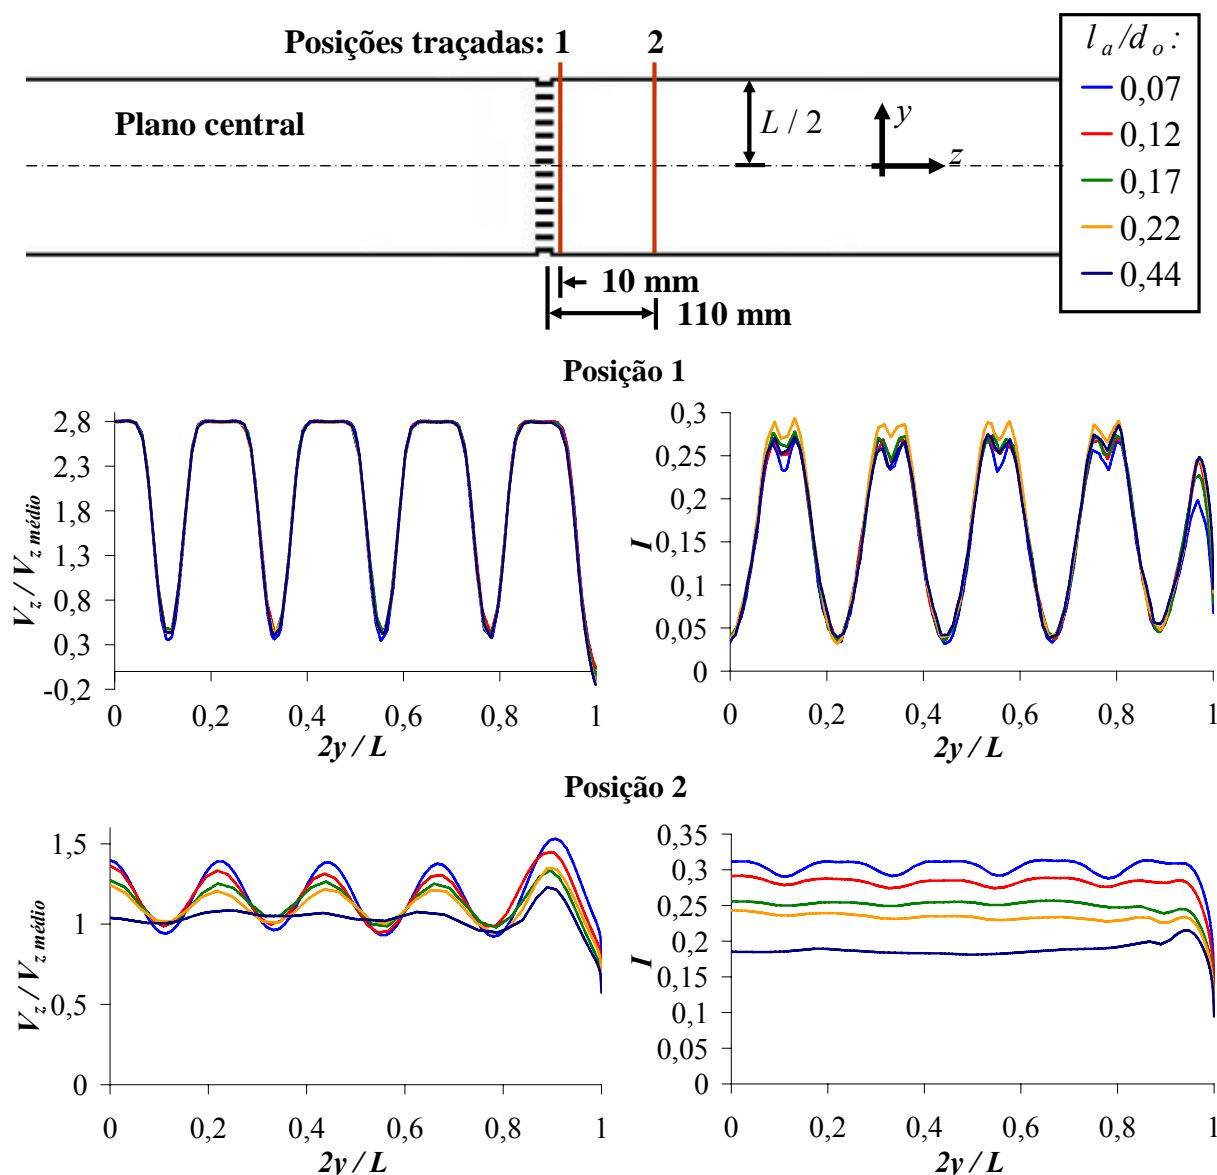 Posições traçadas: 1 2
l_a/d_o :
0,07
0,12
0,17
0,22
0,44
Plano central
L / 2
y
z
10 mm
110 mm
Posição 1
V_z / V_z médio
2,8
2,3
1,8
1,3
0,8
0,3
-0,2
0 0,2 0,4 0,6 0,8 1
2y / L
I
0,3
0,25
0,2
0,15
0,1
0,05
0
0 0,2 0,4 0,6 0,8 1
2y / L
Posição 2
V_z / V_z médio
1,5
1
0,5
0
0 0,2 0,4 0,6 0,8 1
2y / L
I
0,35
0,3
0,25
0,2
0,15
0,1
0,05
0
0 0,2 0,4 0,6 0,8 1
2y / L